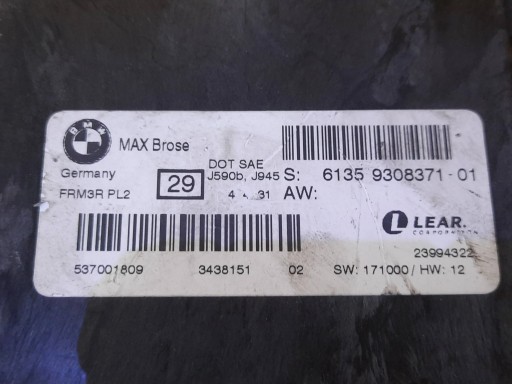 BMW
MAX Brose
Germany
FRM3R PL2
29
DOT SAE
J590b, J945
31
S: 6135 9308371-01
AW:
LEAR.
CORPORATION
23994322
537001809 3438151 02 SW: 171000 / HW: 12